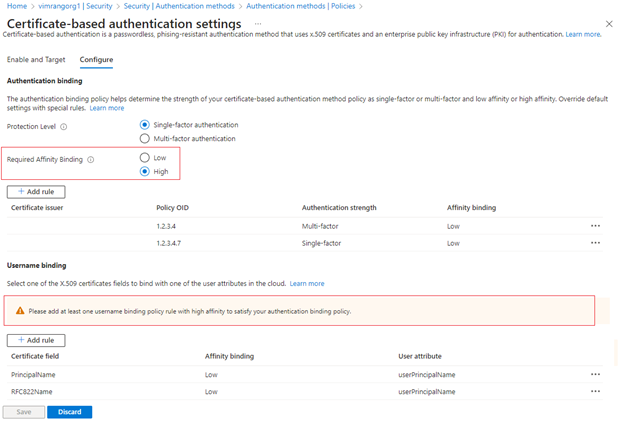 Home > vimrangorg1 | Security > Security | Authentication methods > Authentication methods | Policies >
Certificate-based authentication settings ...
Certificate-based authentication is a passwordless, phising-resistant authentication method that uses x.509 certificates and an enterprise public key infrastructure (PKI) for authentication. Learn more.
Enable and Target Configure
Authentication binding
The authentication binding policy helps determine the strength of your certificate-based authentication method policy as single-factor or multi-factor and low affinity or high affinity. Override default
settings with special rules. Learn more
Protection Level Single-factor authentication
Multi-factor authentication
Required Affinity Binding Low
High
+ Add rule
Certificate issuer Policy OID Authentication strength Affinity binding
1.2.3.4 Multi-factor Low ...
1.2.3.4.7 Single-factor Low ...
Username binding
Select one of the X.509 certificates fields to bind with one of the user attributes in the cloud. Learn more
Please add at least one username binding policy rule with high affinity to satisfy your authentication binding policy.
+ Add rule
Certificate field Affinity binding User attribute
PrincipalName Low userPrincipalName ...
RFC822Name Low userPrincipalName ...
Save Discard